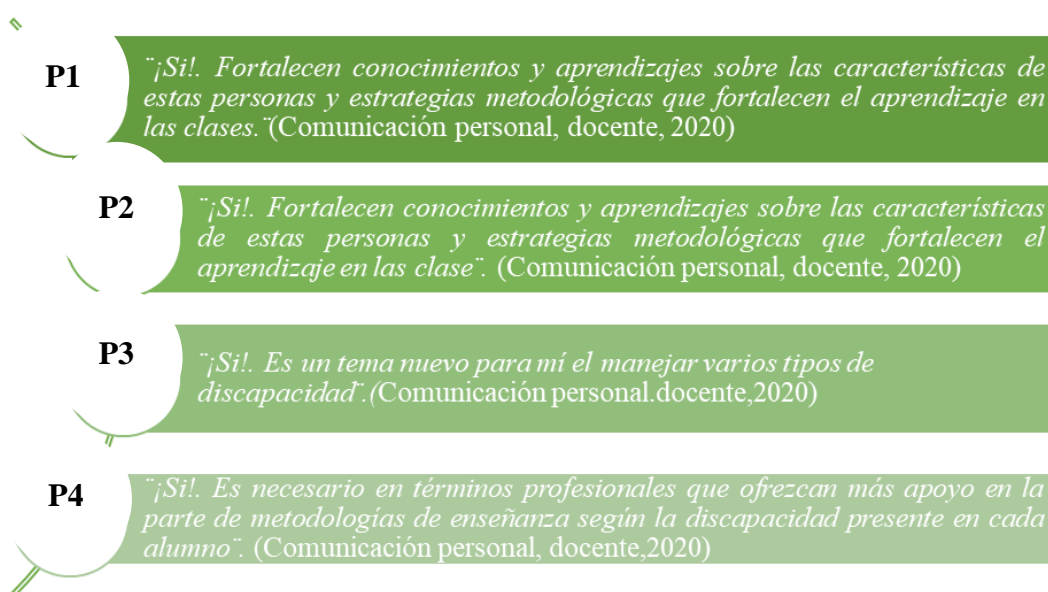 P1
¨¡Si!. Fortalecen conocimientos y aprendizajes sobre las características de
estas personas y estrategias metodológicas que fortalecen el aprendizaje en
las clases.¨(Comunicación personal, docente, 2020)
P2
¨¡Si!. Fortalecen conocimientos y aprendizajes sobre las características
de estas personas y estrategias metodológicas que fortalecen el
aprendizaje en las clase¨. (Comunicación personal, docente, 2020)
P3
¨¡Si!. Es un tema nuevo para mí el manejar varios tipos de
discapacidad¨.(Comunicación personal.docente,2020)
P4
¨¡Si!. Es necesario en términos profesionales que ofrezcan más apoyo en la
parte de metodologías de enseñanza según la discapacidad presente en cada
alumno¨. (Comunicación personal, docente,2020)